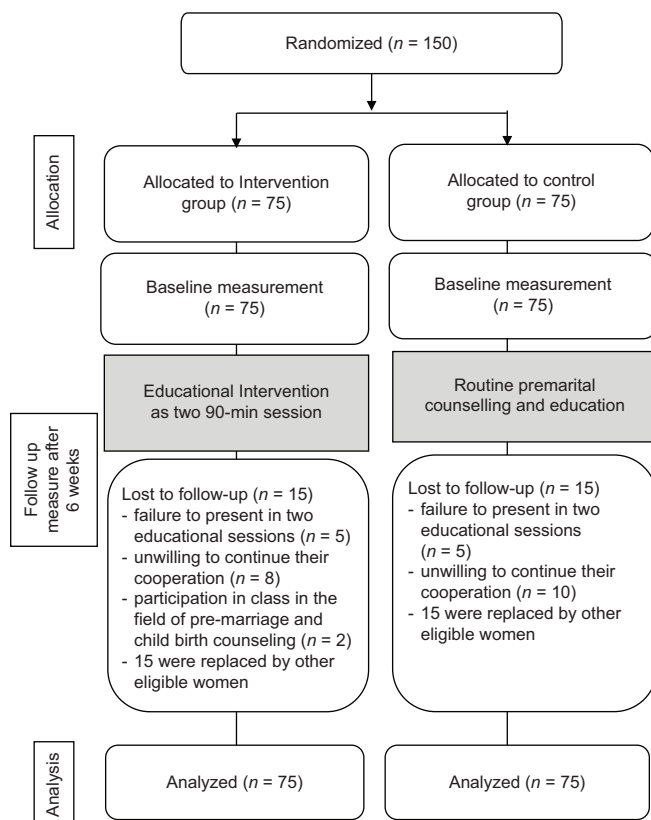 Randomized (n = 150)
Allocation
Allocated to Intervention
group (n = 75)
Allocated to control
group (n = 75)
Baseline measurement
(n = 75)
Baseline measurement
(n = 75)
Educational Intervention
as two 90-min session
Routine premarital
counselling and education
Follow up
measure after
6 weeks
Lost to follow-up (n = 15)
- failure to present in two
educational sessions (n = 5)
- unwilling to continue their
cooperation (n = 8)
- participation in class in the
field of pre-marriage and
child birth counseling (n = 2)
- 15 were replaced by other
eligible women
Lost to follow-up (n = 15)
- failure to present in two
educational sessions
(n = 5)
- unwilling to continue their
cooperation (n = 10)
- 15 were replaced by other
eligible women
Analysis
Analyzed (n = 75)
Analyzed (n = 75)